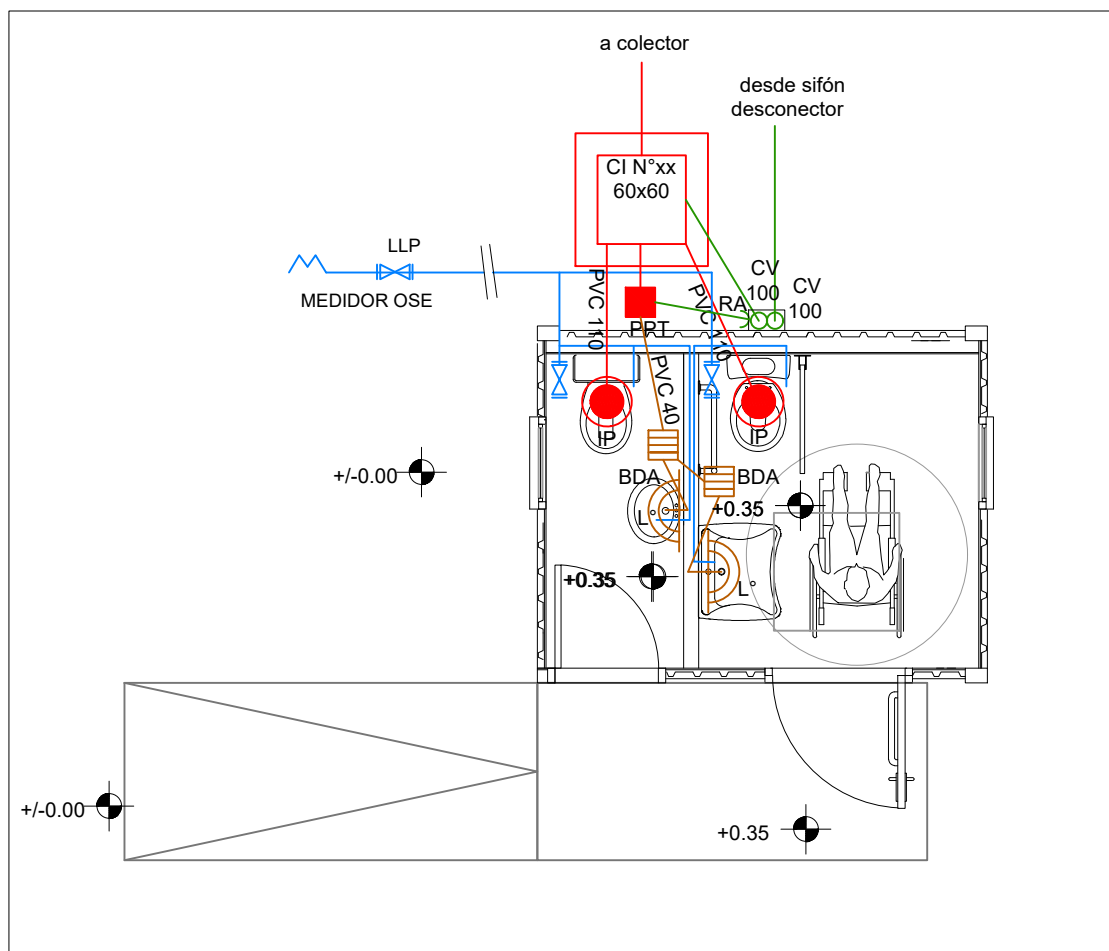 a colector
desde sifón
desconector
CI N°xx
60x60
LLP
MEDIDOR OSE
CV
100
CV
100
RA
PVC 110
PVC 110
PPT
PVC 40
IP
IP
BDA
BDA
+/-0.00
+0.35
L
+0.35
L
+/-0.00
+0.35